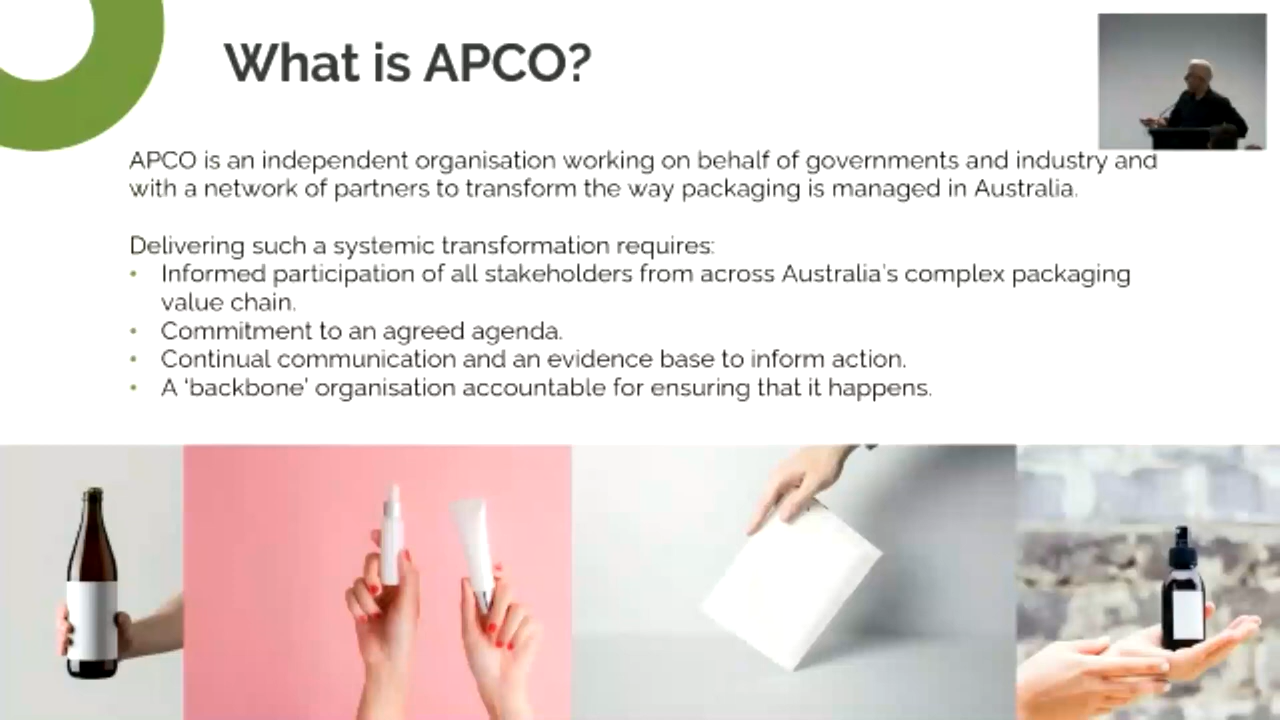 What is APCO?
APCO is an independent organisation working on behalf of governments and industry and
with a network of partners to transform the way packaging is managed in Australia.
Delivering such a systemic transformation requires:
• Informed participation of all stakeholders from across Australia's complex packaging
value chain.
• Commitment to an agreed agenda.
• Continual communication and an evidence base to inform action.
• A ‘backbone’ organisation accountable for ensuring that it happens.